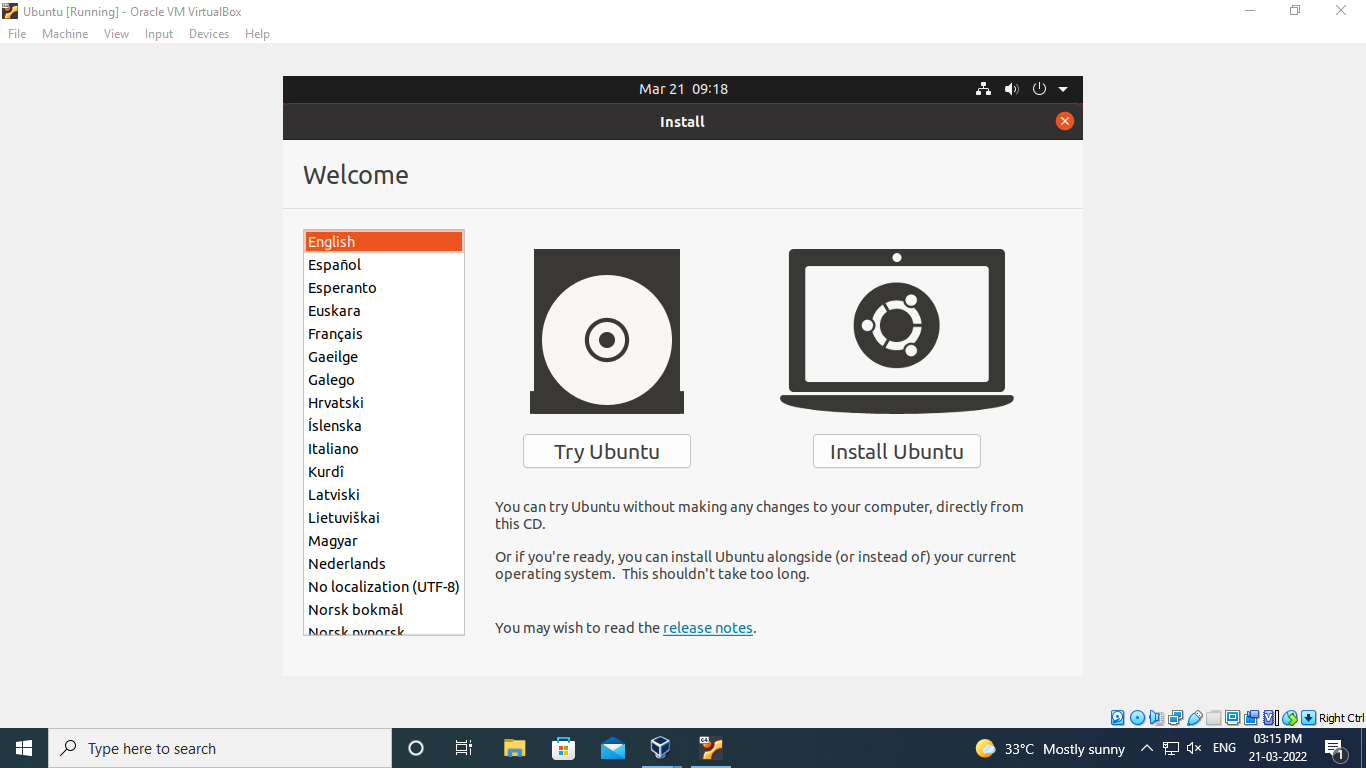 Ubuntu [Running] - Oracle VM VirtualBox
File Machine View Input Devices Help
Mar 21 09:18
Install
Welcome
English
Español
Esperanto
Euskara
Français
Gaeilge
Galego
Hrvatski
Íslenska
Italiano
Kurdî
Latviski
Lietuviškai
Magyar
Nederlands
No localization (UTF-8)
Norsk bokmål
Norsk nynorsk
Try Ubuntu
Install Ubuntu
You can try Ubuntu without making any changes to your computer, directly from
this CD.
Or if you're ready, you can install Ubuntu alongside (or instead of) your current
operating system. This shouldn't take too long.
You may wish to read the release notes.
Right Ctrl
Type here to search
64
33°C Mostly sunny
ENG
03:15 PM
21-03-2022
1